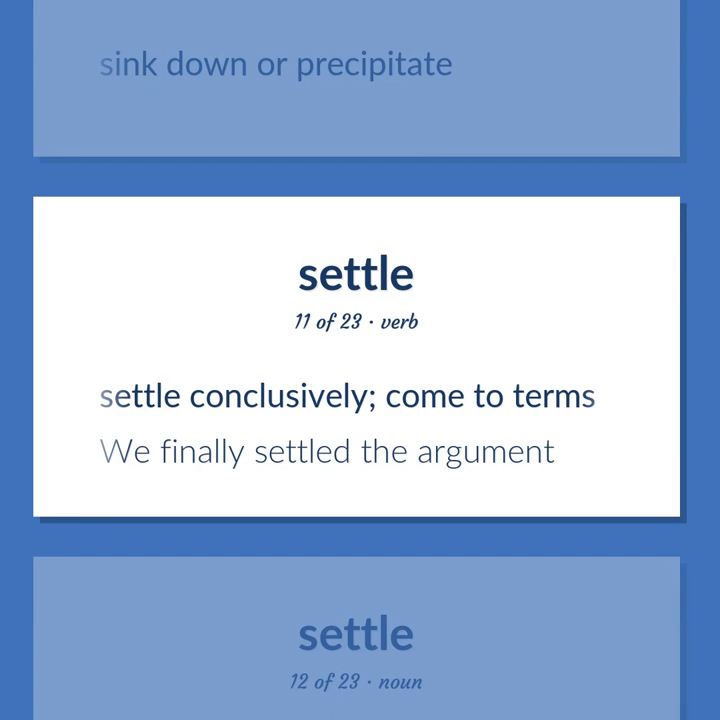 sink down or precipitate
settle
11 of 23 · verb
settle conclusively; come to terms
We finally settled the argument
settle
12 of 23 · noun